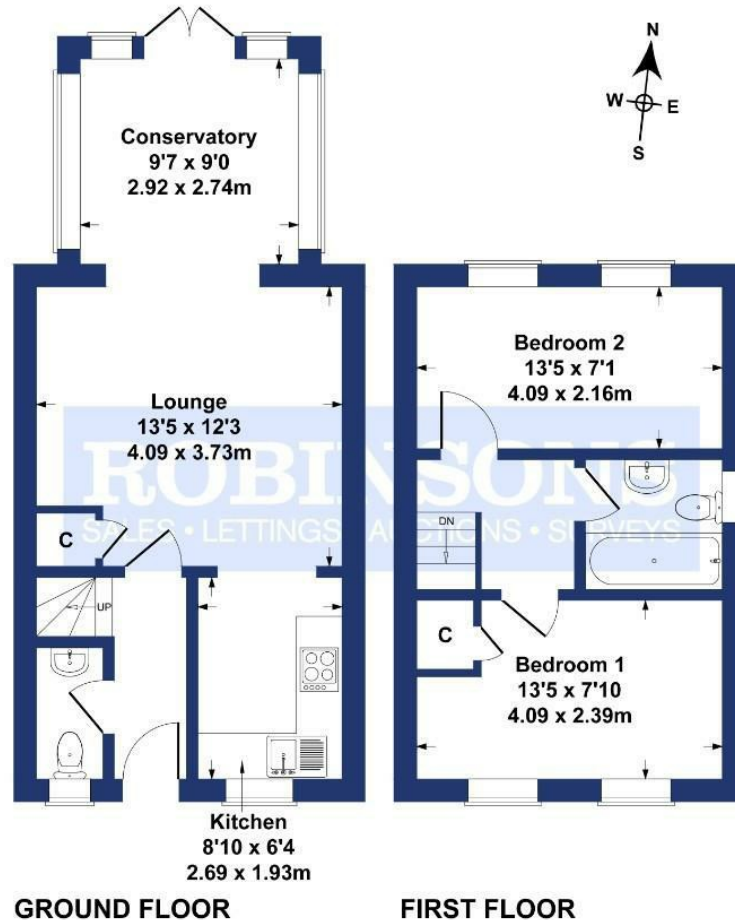 N
W E
S
Conservatory
9'7 x 9'0
2.92 x 2.74m
Lounge
13'5 x 12'3
4.09 x 3.73m
C
UP
Kitchen
8'10 x 6'4
2.69 x 1.93m
GROUND FLOOR
Bedroom 2
13'5 x 7'1
4.09 x 2.16m
DN
C
Bedroom 1
13'5 x 7'10
4.09 x 2.39m
FIRST FLOOR
ROBINSONS
SALES • LETTINGS • AUCTIONS • SURVEYS